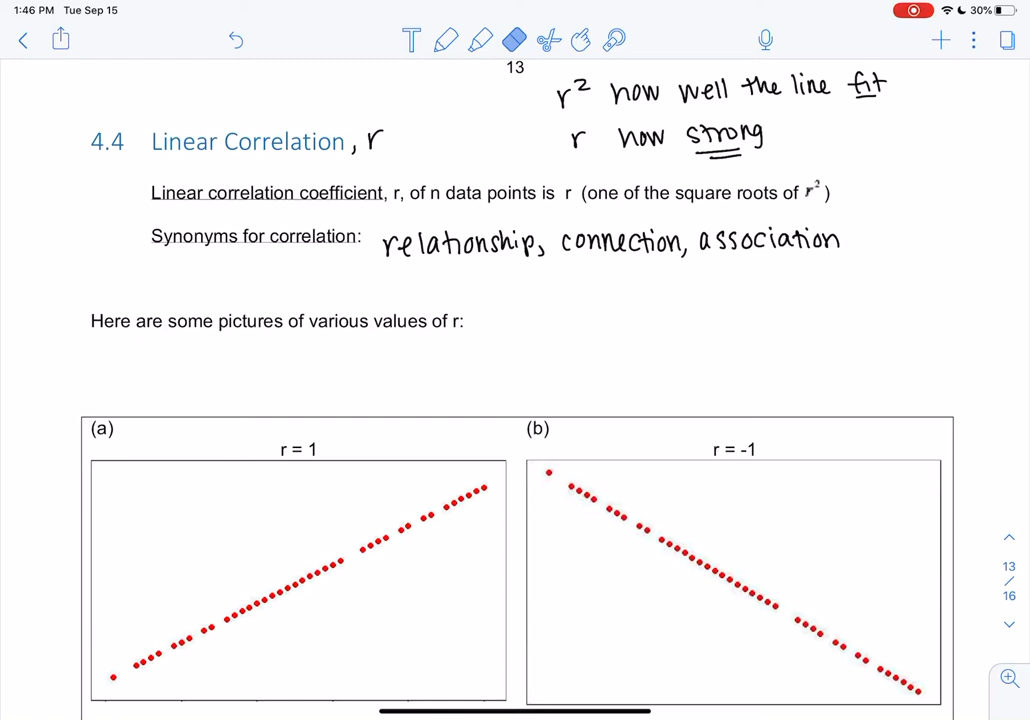 1:46 PM Tue Sep 15
30%
T
13
r² how well the line fit
4.4 Linear Correlation, r
r how strong
Linear correlation coefficient, r, of n data points is r (one of the square roots of r²)
Synonyms for correlation: relationship, connection, association
Here are some pictures of various values of r:
(a)
r = 1
(b)
r = -1
13
/
16